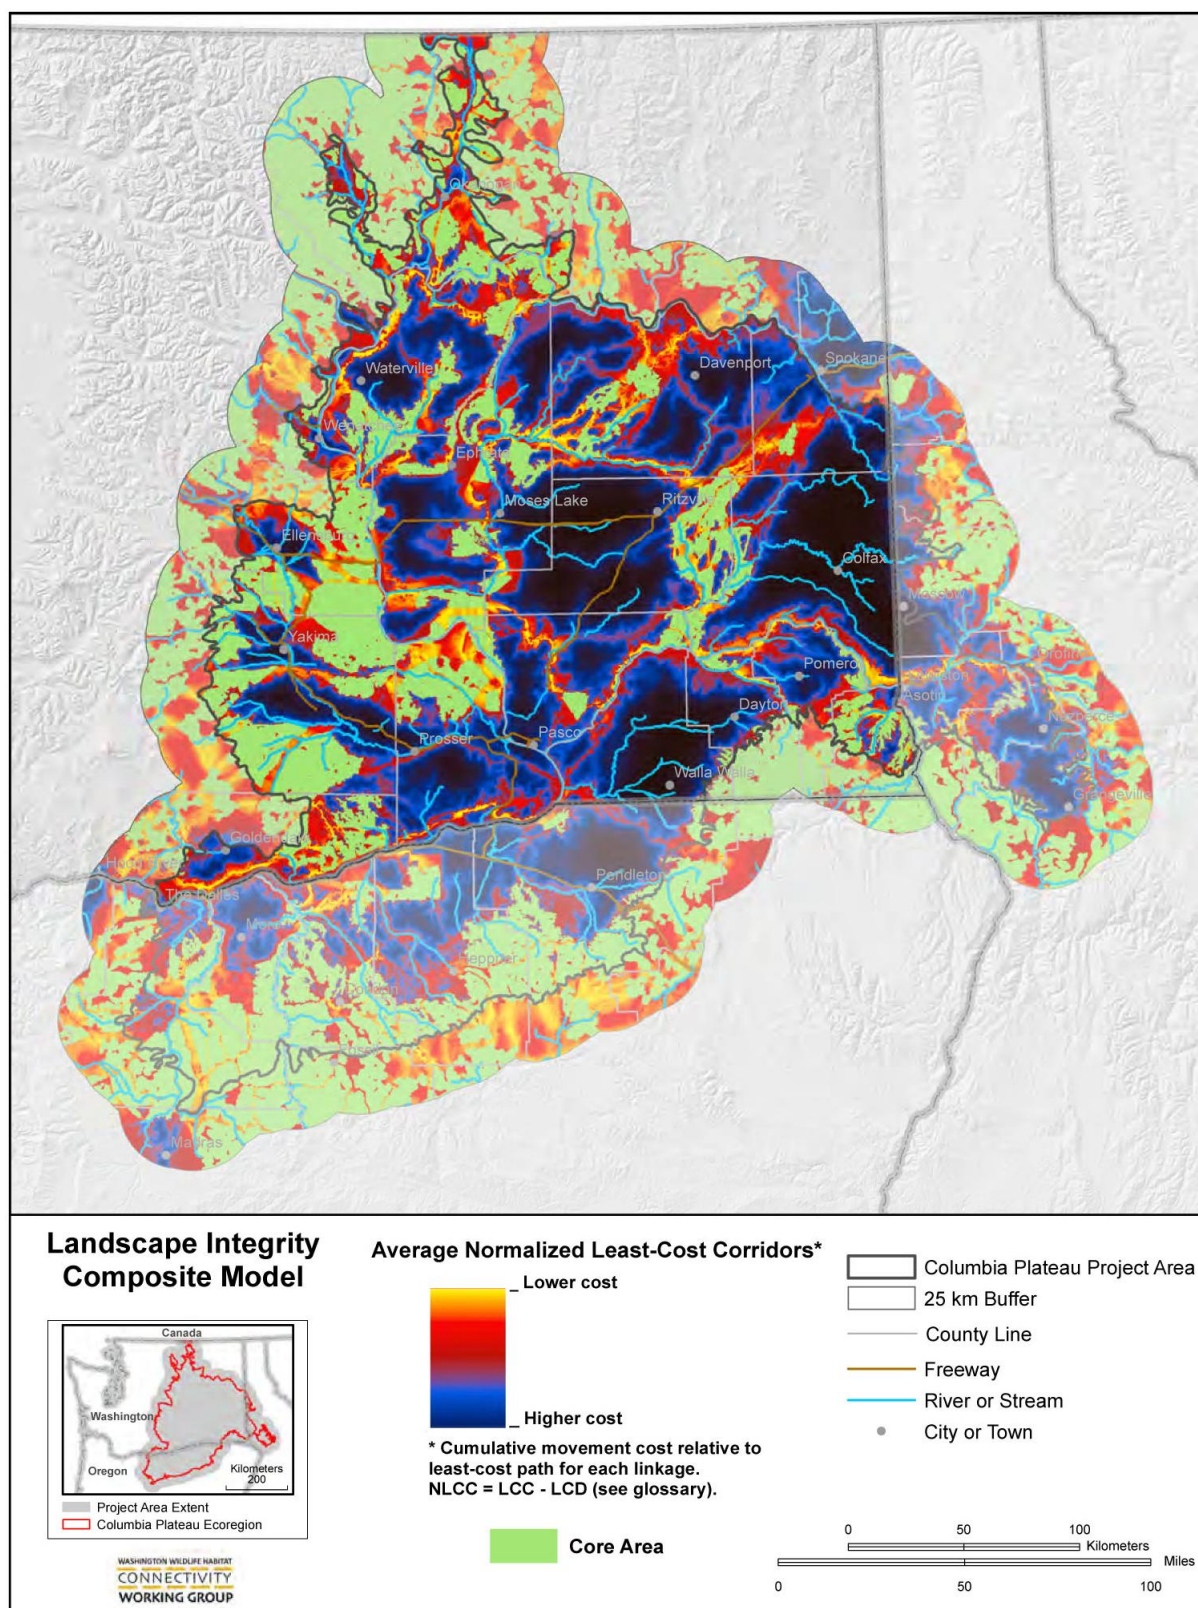 Okanogan
Waterville
Davenport
Spokane
Wenatchee
Ephrata
Moses Lake
Ritzville
Ellensburg
Colfax
Moscow
Yakima
Pomeroy
Orofino
Lewiston
Asotin
Dayton
Nezperce
Prosser
Pasco
Walla Walla
Grangeville
Goldendale
Hood River
The Dalles
Pendleton
Moro
Heppner
Condon
Fossil
Madras
Landscape Integrity
Composite Model
Canada
Washington
Oregon
Kilometers
200
Project Area Extent
Columbia Plateau Ecoregion
WASHINGTON WILDLIFE HABITAT
CONNECTIVITY
WORKING GROUP
Average Normalized Least-Cost Corridors*
_ Lower cost
_ Higher cost
* Cumulative movement cost relative to
least-cost path for each linkage.
NLCC = LCC - LCD (see glossary).
Core Area
Columbia Plateau Project Area
25 km Buffer
County Line
Freeway
River or Stream
City or Town
0 50 100
Kilometers
Miles
0 50 100